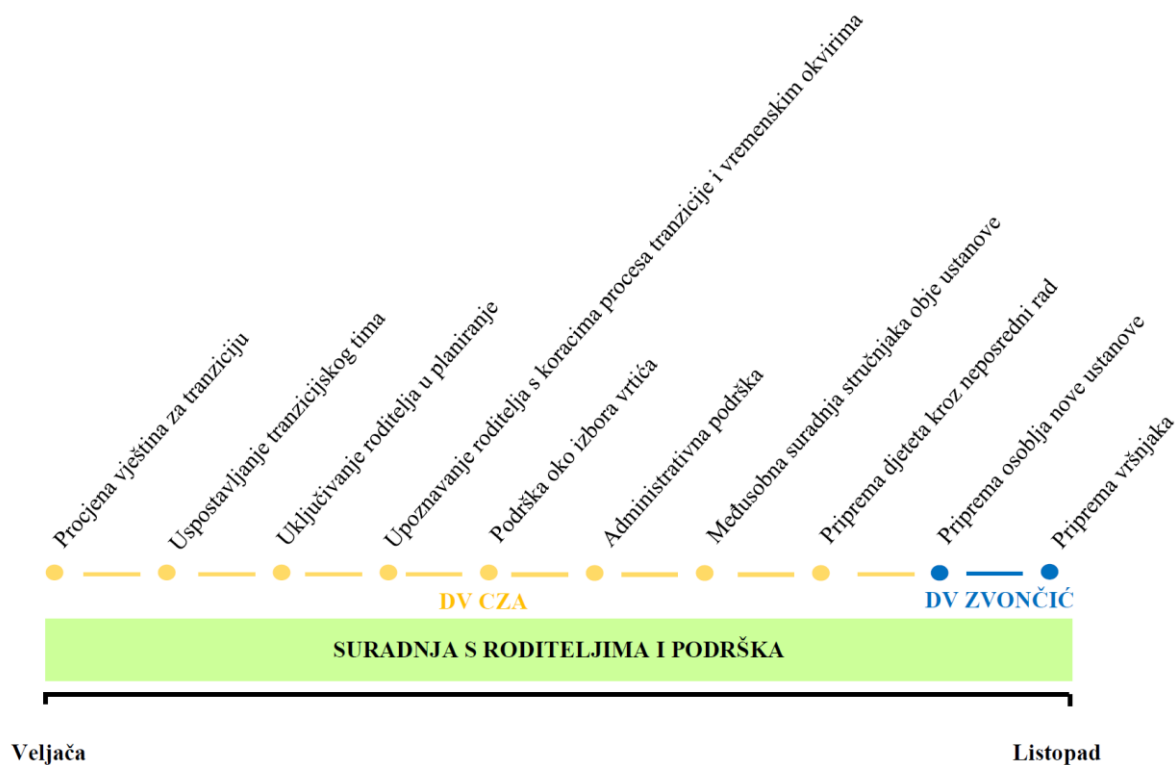 Procjena vještina za tranziciju
Uspostavljanje tranzicijskog tima
Uključivanje roditelja u planiranje
Upoznavanje roditelja s koracima procesa tranzicije i vremenskim okvirima
Podrška oko izbora vrtića
Administrativna podrška
Međusobna suradnja stručnjaka obje ustanove
Priprema djeteta kroz neposredni rad
Priprema osoblja nove ustanove
Priprema vršnjaka
DV CZA
DV ZVONČIĆ
SURADNJA S RODITELJIMA I PODRŠKA
Veljača
Listopad